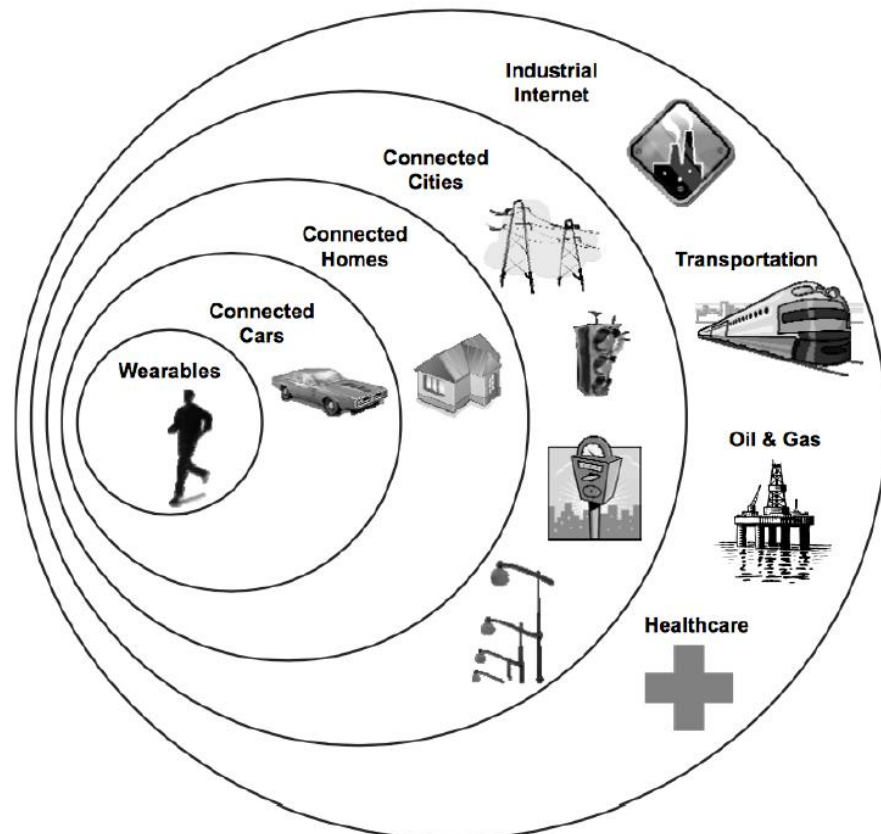 Industrial
Internet
Connected
Cities
Connected
Homes
Transportation
Connected
Cars
Wearables
Oil & Gas
Healthcare